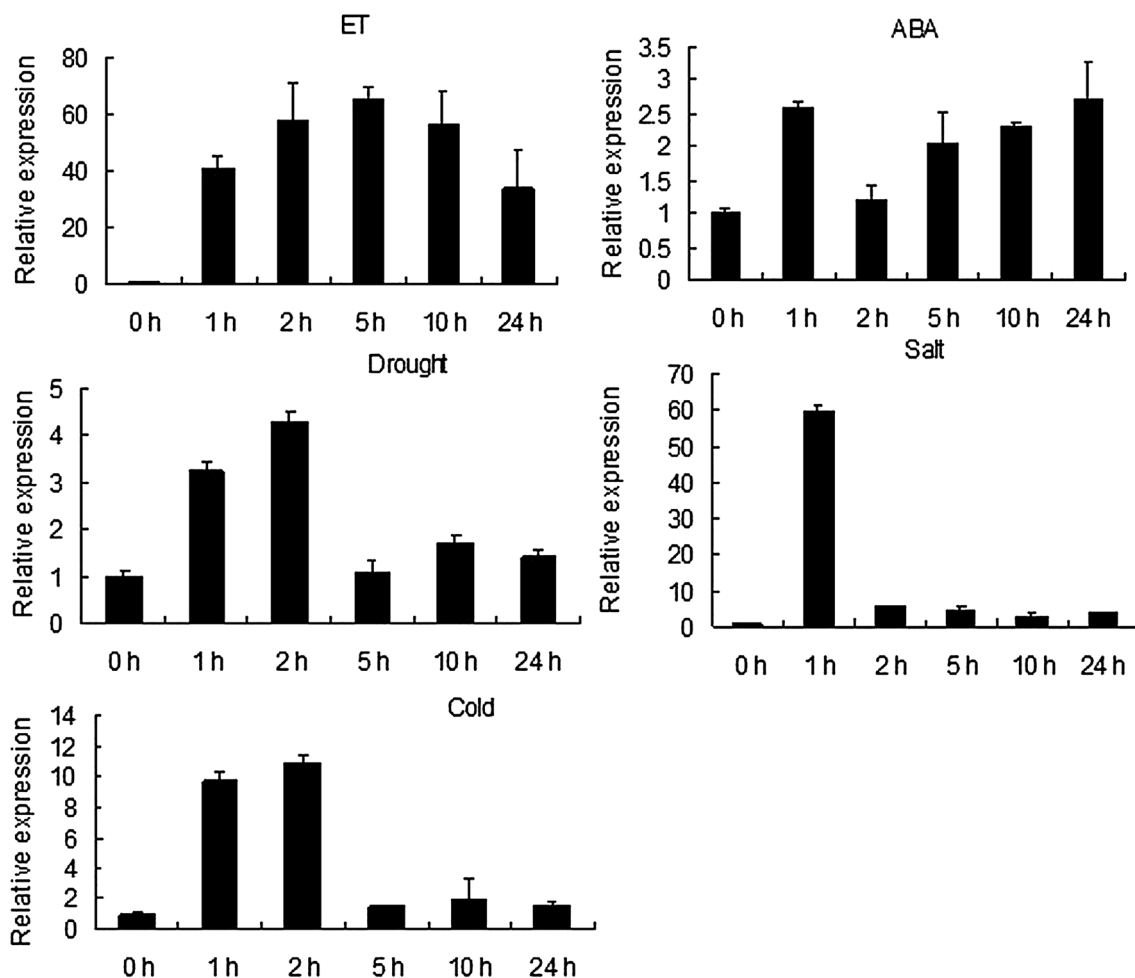 ET
Relative expression
80
60
40
20
0
0 h 1 h 2 h 5 h 10 h 24 h
ABA
Relative expression
3.5
3
2.5
2
1.5
1
0.5
0
0 h 1 h 2 h 5 h 10 h 24 h
Drought
Relative expression
5
4
3
2
1
0
0 h 1 h 2 h 5 h 10 h 24 h
Salt
Relative expression
70
60
50
40
30
20
10
0
0 h 1 h 2 h 5 h 10 h 24 h
Cold
Relative expression
14
12
10
8
6
4
2
0
0 h 1 h 2 h 5 h 10 h 24 h